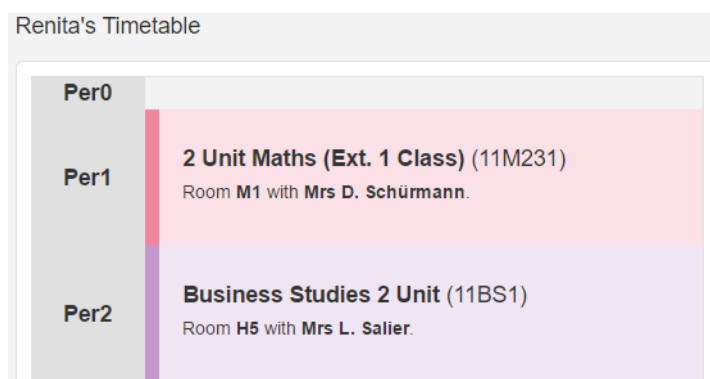 Renita's Timetable
Per0
Per1
2 Unit Maths (Ext. 1 Class) (11M231)
Room M1 with Mrs D. Schürmann.
Per2
Business Studies 2 Unit (11BS1)
Room H5 with Mrs L. Salier.